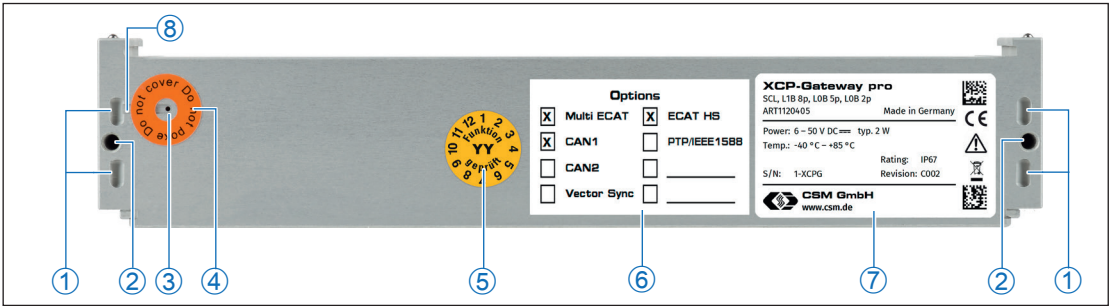 8
Do not cover Do not poke
12 1 2 3 4 5 6 7 8 9 10 11
Funktion
YY
geprüft
Options
X Multi ECAT X ECAT HS
X CAN1 PTP/IEEE1588
CAN2
Vector Sync
XCP-Gateway pro
SCL, L1B 8p, L0B 5p, L0B 2p
ART1120405 Made in Germany
CE
Power: 6 – 50 V DC⎓ typ. 2 W
Temp.: -40 °C – +85 °C
Rating: IP67
S/N: 1-XCPG Revision: C002
CSM GmbH
www.csm.de
1 2 3 4 5 6 7 2 1